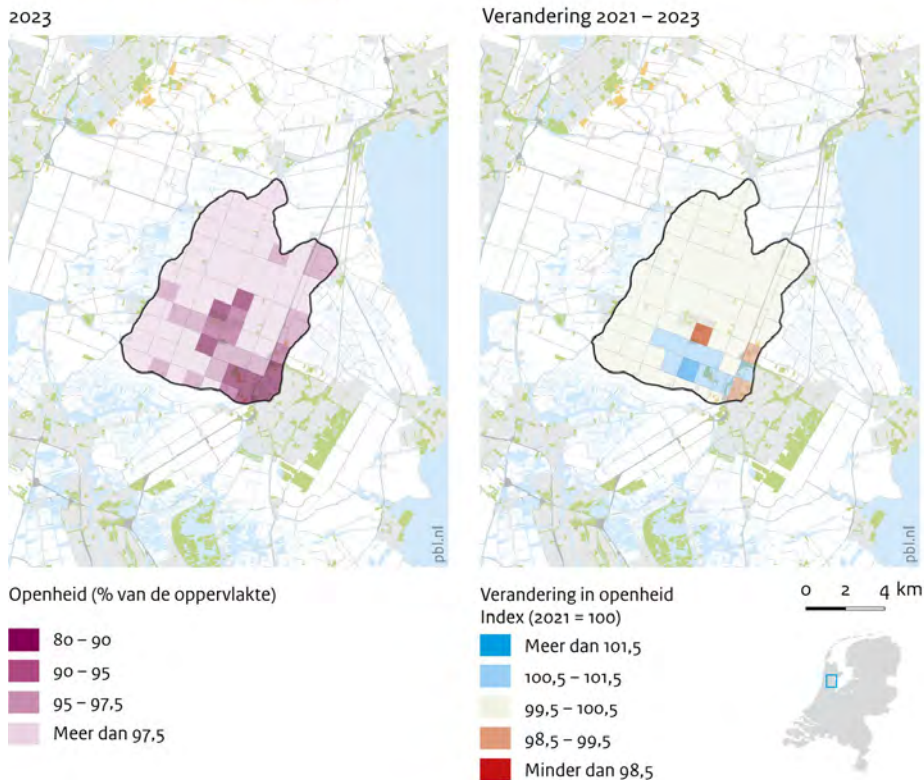 2023
Verandering 2021 – 2023
pbl.nl
pbl.nl
Openheid (% van de oppervlakte)
80 – 90
90 – 95
95 – 97,5
Meer dan 97,5
Verandering in openheid
Index (2021 = 100)
Meer dan 101,5
100,5 – 101,5
99,5 – 100,5
98,5 – 99,5
Minder dan 98,5
0 2 4 km